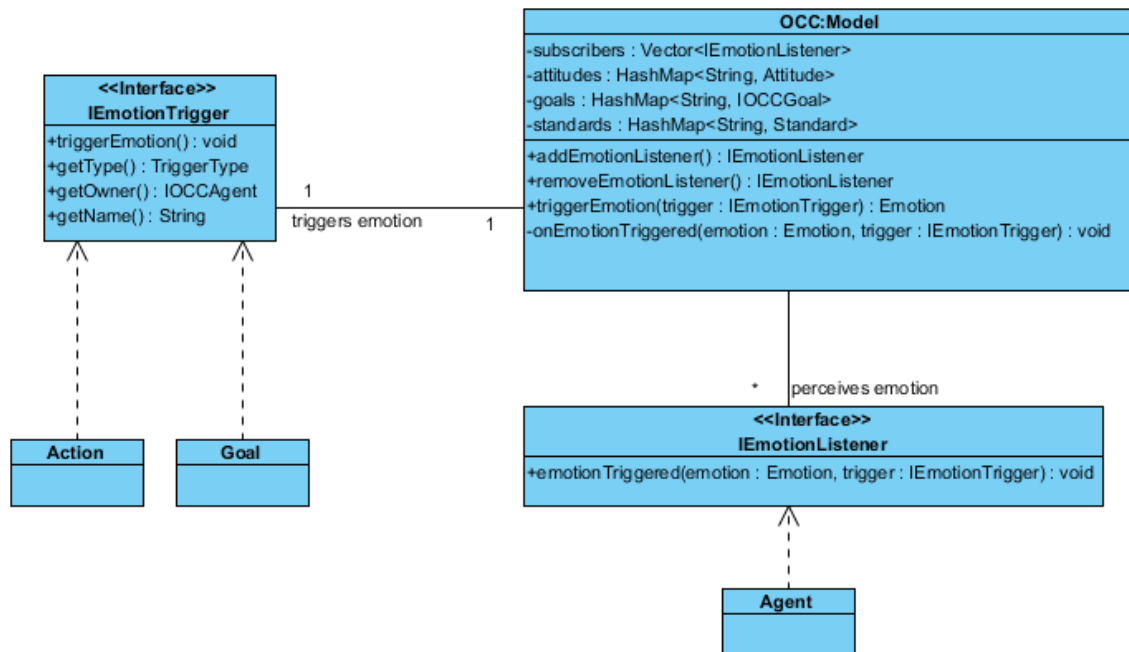 OCC:Model
-subscribers : Vector<IEmotionListener>
-attitudes : HashMap<String, Attitude>
-goals : HashMap<String, IOCCGoal>
-standards : HashMap<String, Standard>
+addEmotionListener() : IEmotionListener
+removeEmotionListener() : IEmotionListener
+triggerEmotion(trigger : IEmotionTrigger) : Emotion
-onEmotionTriggered(emotion : Emotion, trigger : IEmotionTrigger) : void
<<Interface>>
IEmotionTrigger
+triggerEmotion() : void
+getType() : TriggerType
+getOwner() : IOCCAgent
+getName() : String
1
triggers emotion
1
* perceives emotion
<<Interface>>
IEmotionListener
+emotionTriggered(emotion : Emotion, trigger : IEmotionTrigger) : void
Action
Goal
Agent